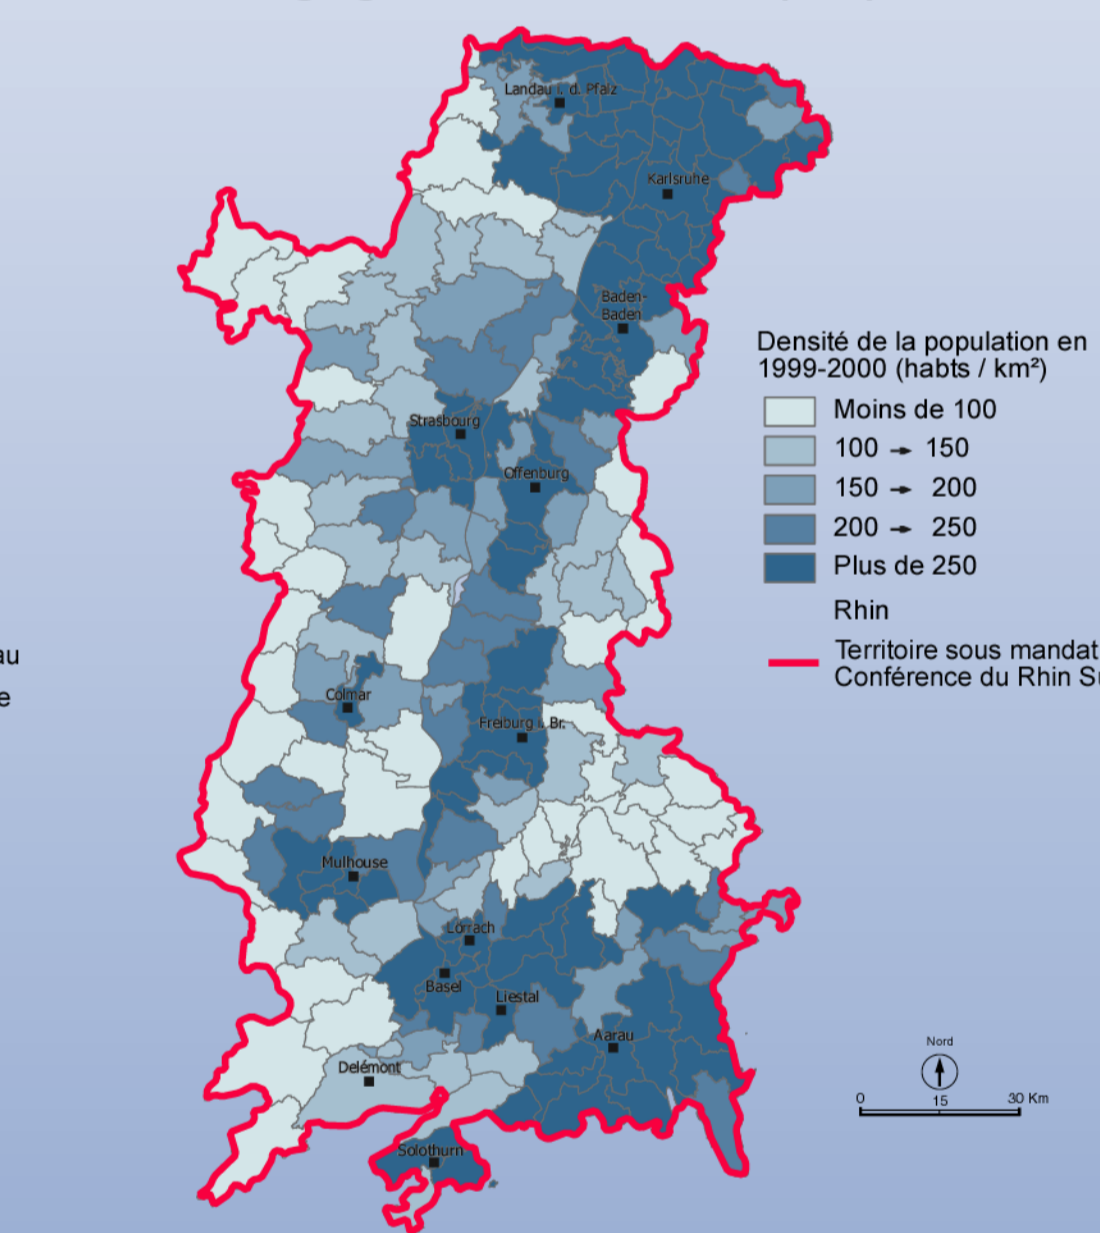 Landau i. d. Pfalz
Karlsruhe
Baden-
Baden
Strasbourg
Offenburg
Colmar
Freiburg i. Br.
Mulhouse
Lörrach
Basel
Liestal
Aarau
Delémont
Solothurn
au
e
Densité de la population en
1999-2000 (habts / km²)
Moins de 100
100 → 150
150 → 200
200 → 250
Plus de 250
Rhin
Territoire sous mandat
Conférence du Rhin Su
Nord
0 15 30 Km